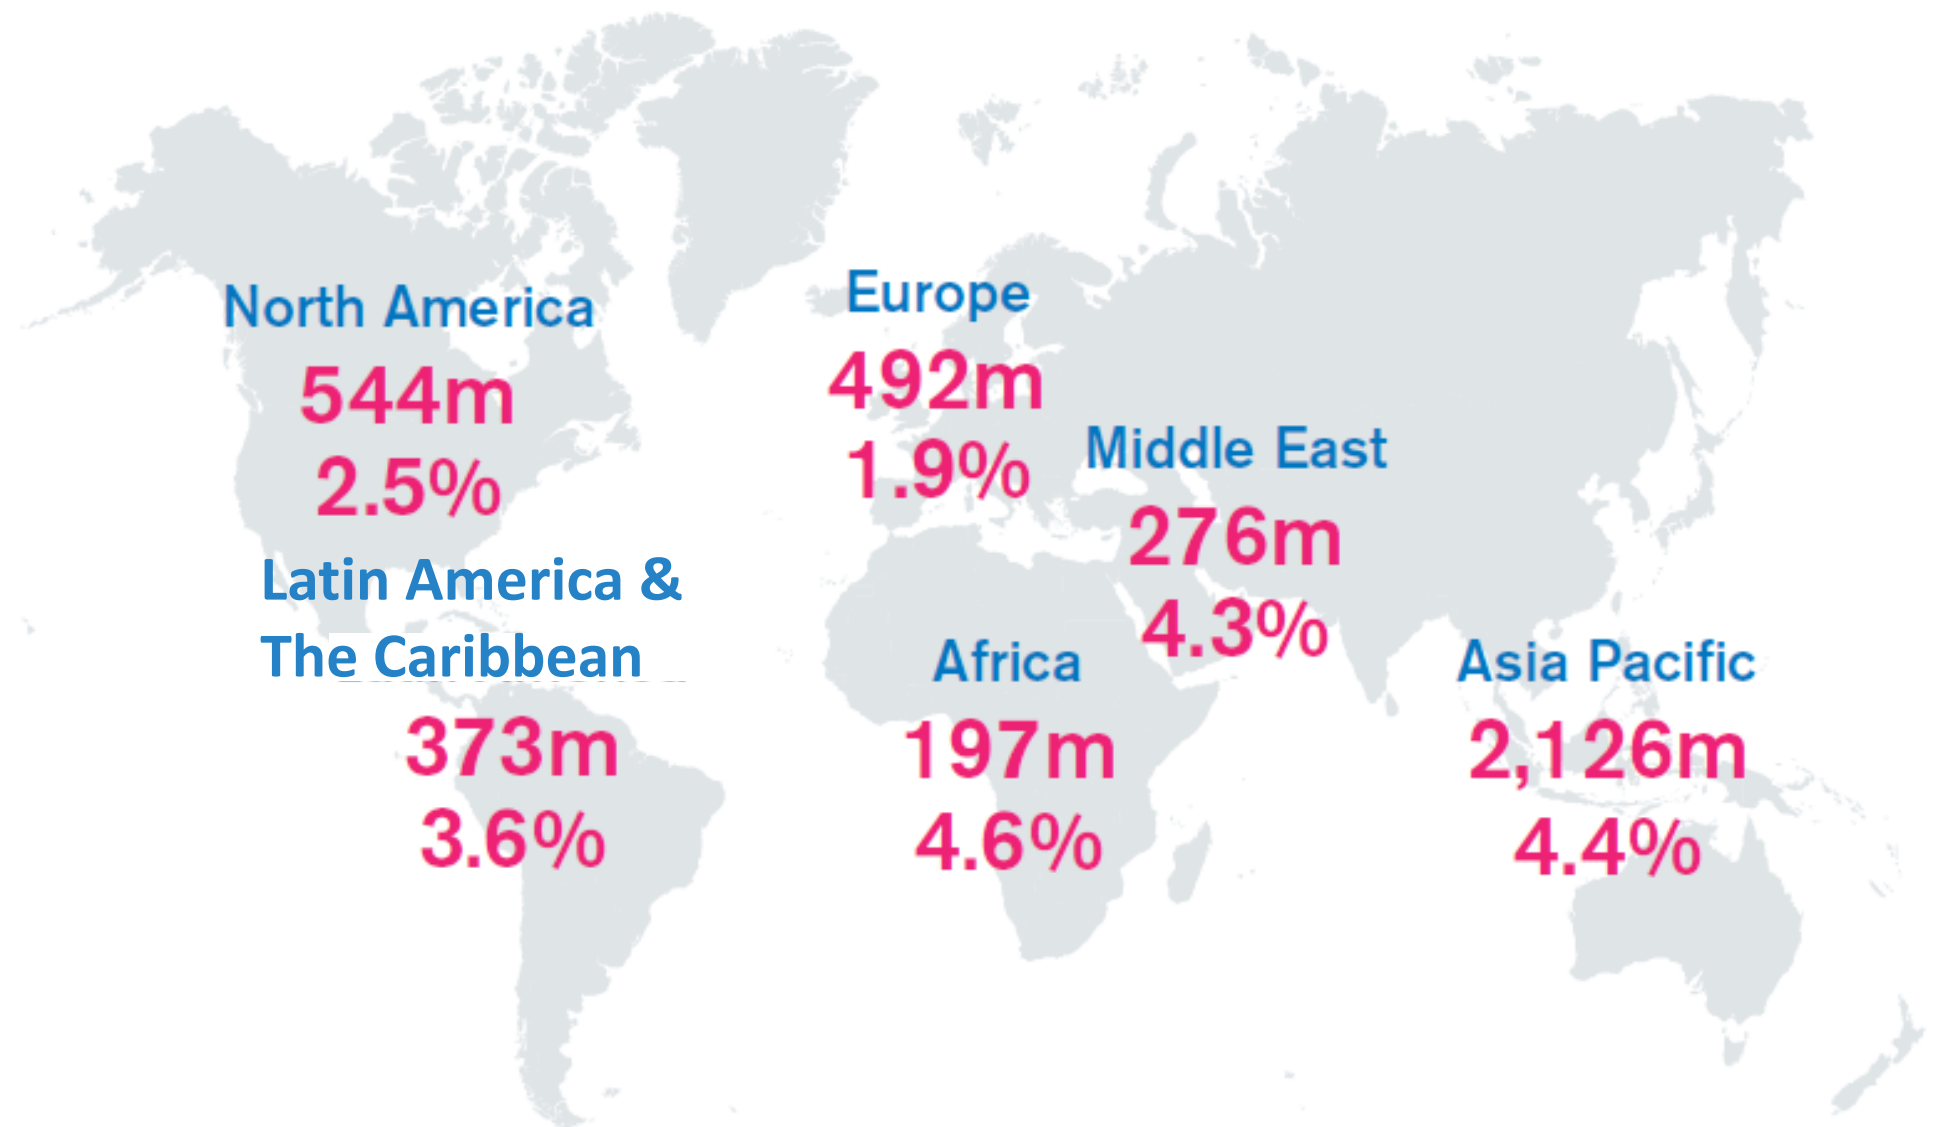 North America
544m
2.5%
Europe
492m
1.9%
Middle East
276m
4.3%
Latin America &
The Caribbean
373m
3.6%
Africa
197m
4.6%
Asia Pacific
2,126m
4.4%